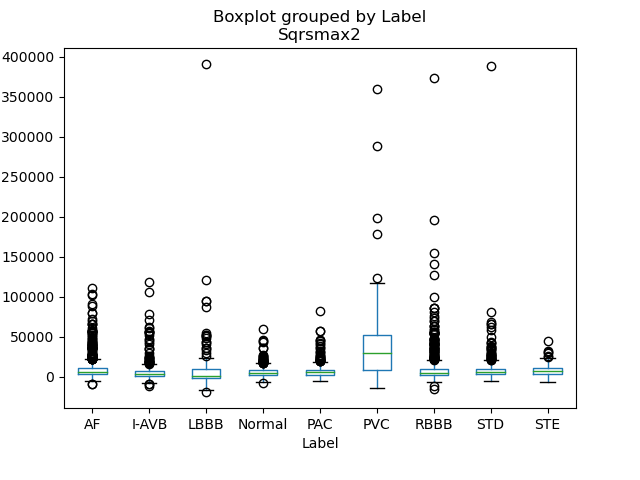 Boxplot grouped by Label
Sqrsmax2
400000
350000
300000
250000
200000
150000
100000
50000
0
AF I-AVB LBBB Normal PAC PVC RBBB STD STE
Label